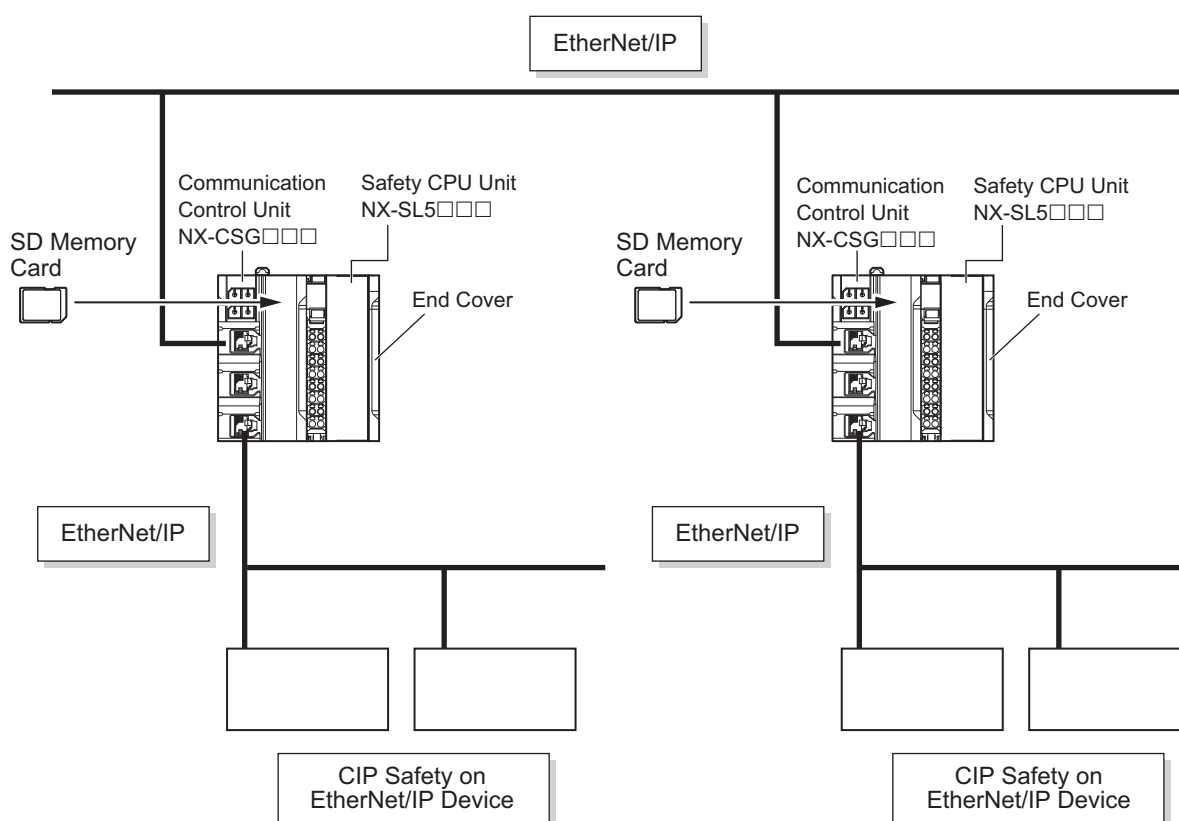 EtherNet/IP
Communication
Control Unit
NX-CSG□□□
Safety CPU Unit
NX-SL5□□□
SD Memory
Card
End Cover
Communication
Control Unit
NX-CSG□□□
Safety CPU Unit
NX-SL5□□□
SD Memory
Card
End Cover
EtherNet/IP
EtherNet/IP
CIP Safety on
EtherNet/IP Device
CIP Safety on
EtherNet/IP Device